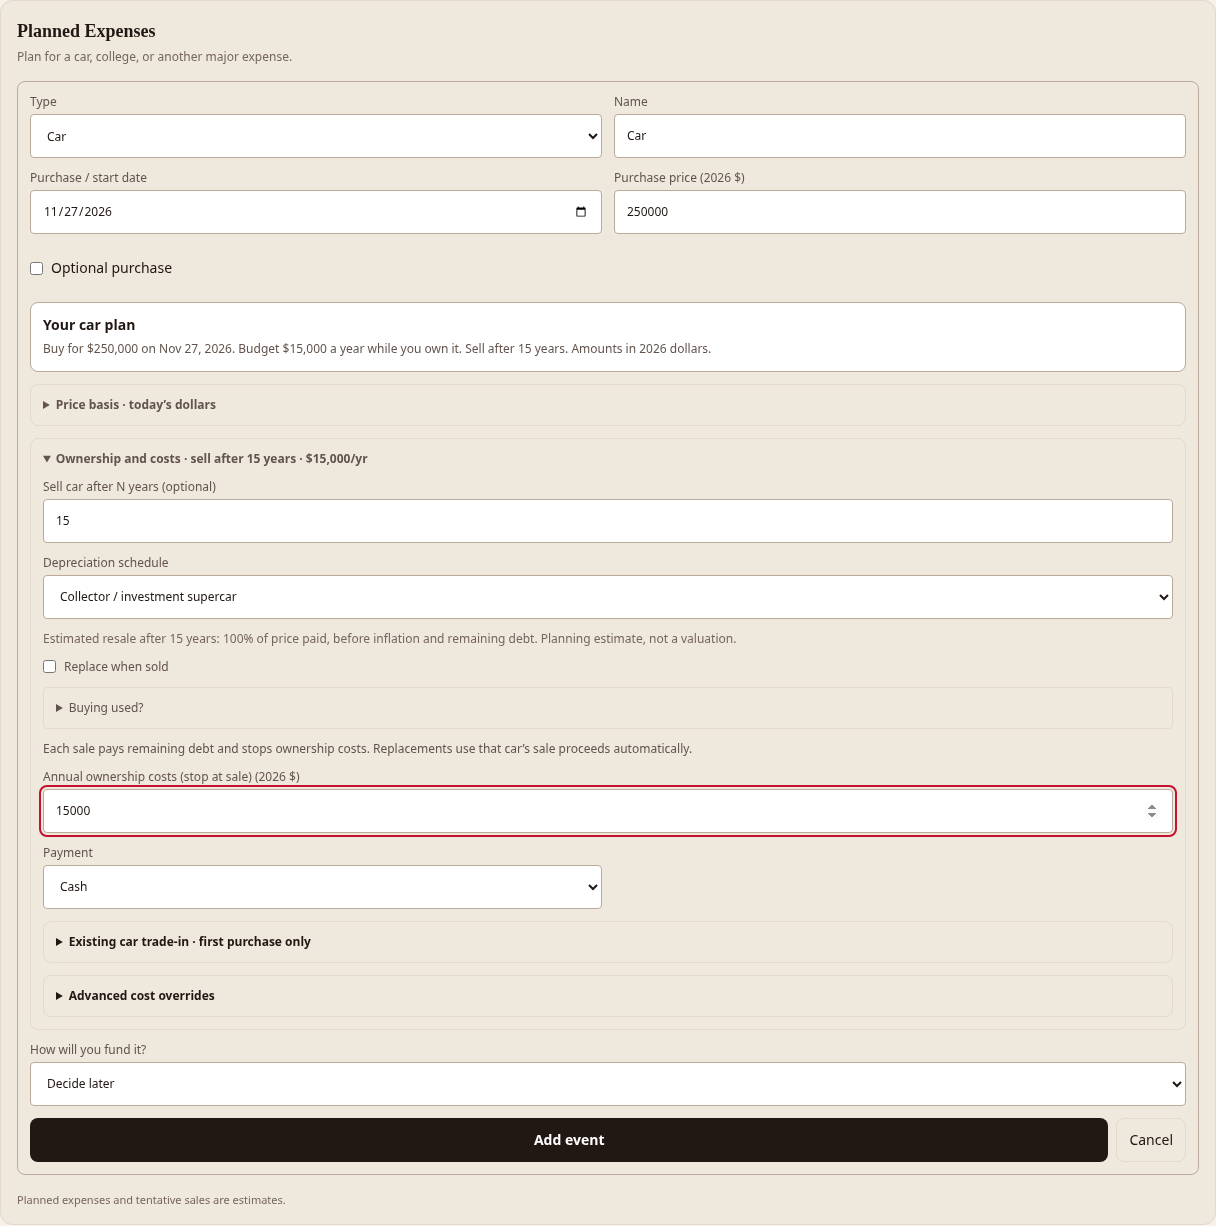 Planned Expenses
Plan for a car, college, or another major expense.
Type
Name
Car
Car
Purchase / start date
Purchase price (2026 $)
11/27/2026
250000
Optional purchase
Your car plan
Buy for $250,000 on Nov 27, 2026. Budget $15,000 a year while you own it. Sell after 15 years. Amounts in 2026 dollars.
Price basis · today's dollars
Ownership and costs · sell after 15 years · $15,000/yr
Sell car after N years (optional)
15
Depreciation schedule
Collector / investment supercar
Estimated resale after 15 years: 100% of price paid, before inflation and remaining debt. Planning estimate, not a valuation.
Replace when sold
Buying used?
Each sale pays remaining debt and stops ownership costs. Replacements use that car's sale proceeds automatically.
Annual ownership costs (stop at sale) (2026 $)
15000
Payment
Cash
Existing car trade-in · first purchase only
Advanced cost overrides
How will you fund it?
Decide later
Add event
Cancel
Planned expenses and tentative sales are estimates.